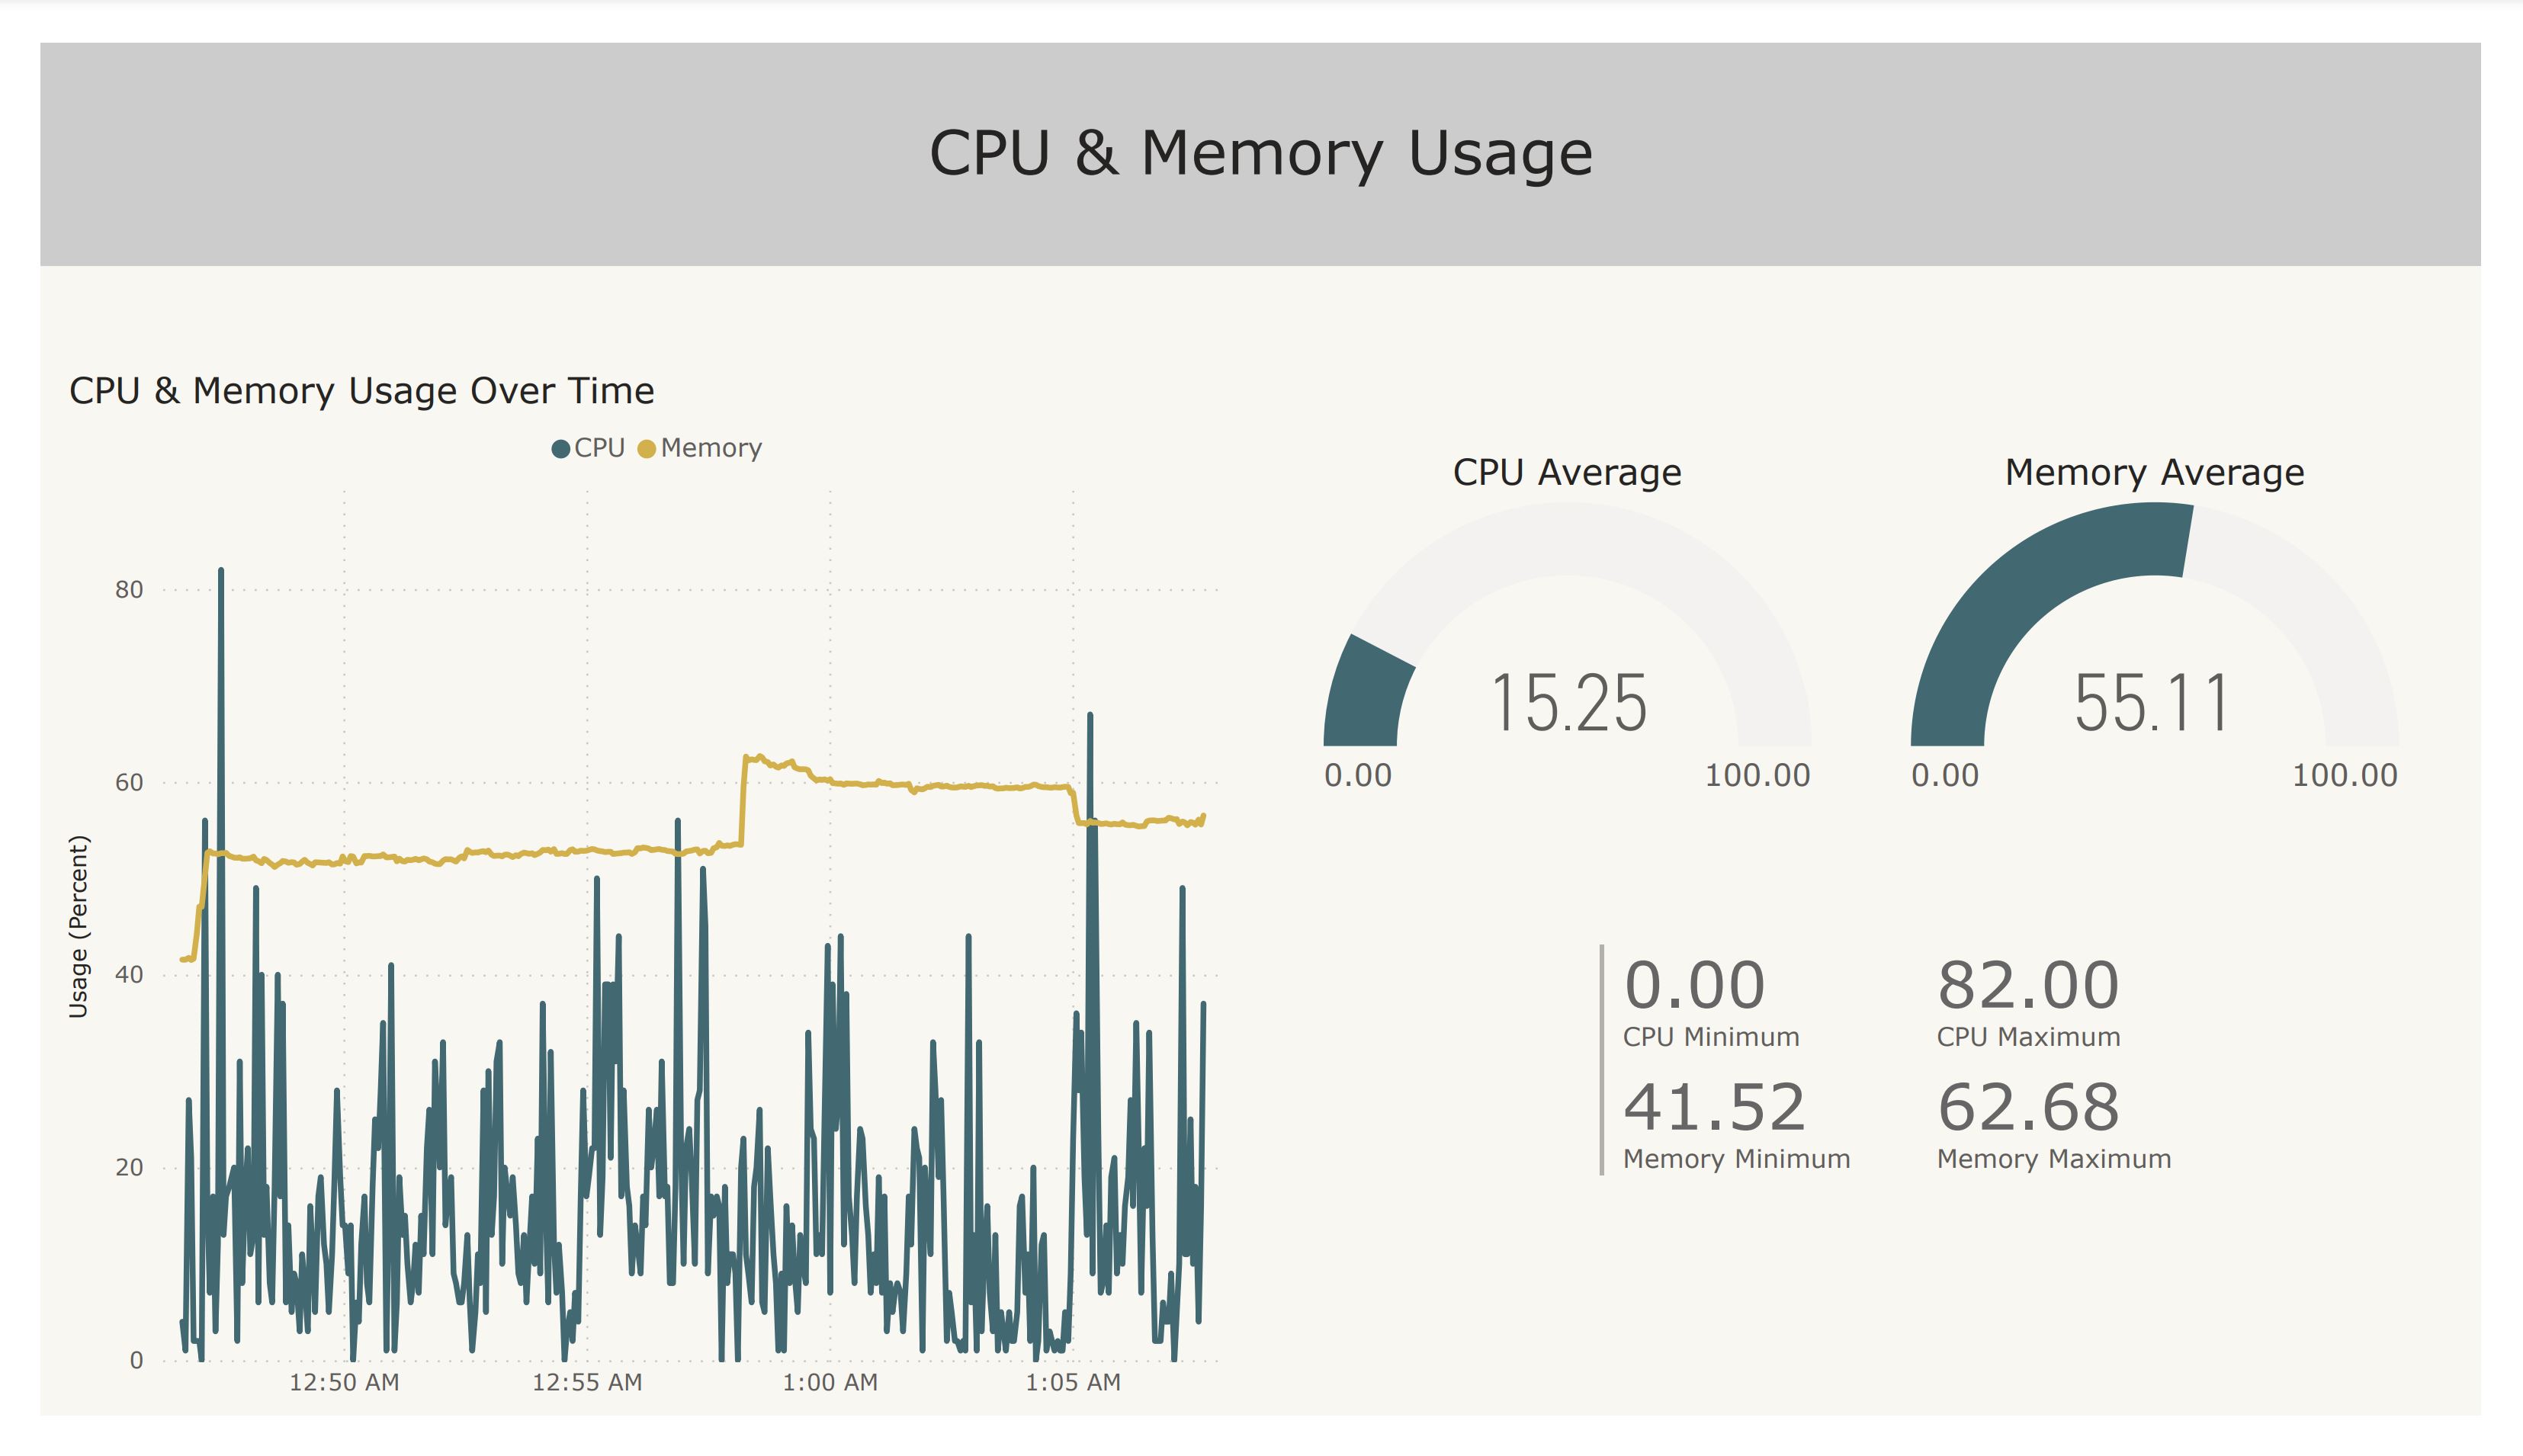 CPU & Memory Usage
CPU & Memory Usage Over Time
CPU Memory
80
60
40
20
0
Usage (Percent)
12:50 AM 12:55 AM 1:00 AM 1:05 AM
CPU Average
15.25
0.00 100.00
Memory Average
55.11
0.00 100.00
0.00 82.00
CPU Minimum CPU Maximum
41.52 62.68
Memory Minimum Memory Maximum